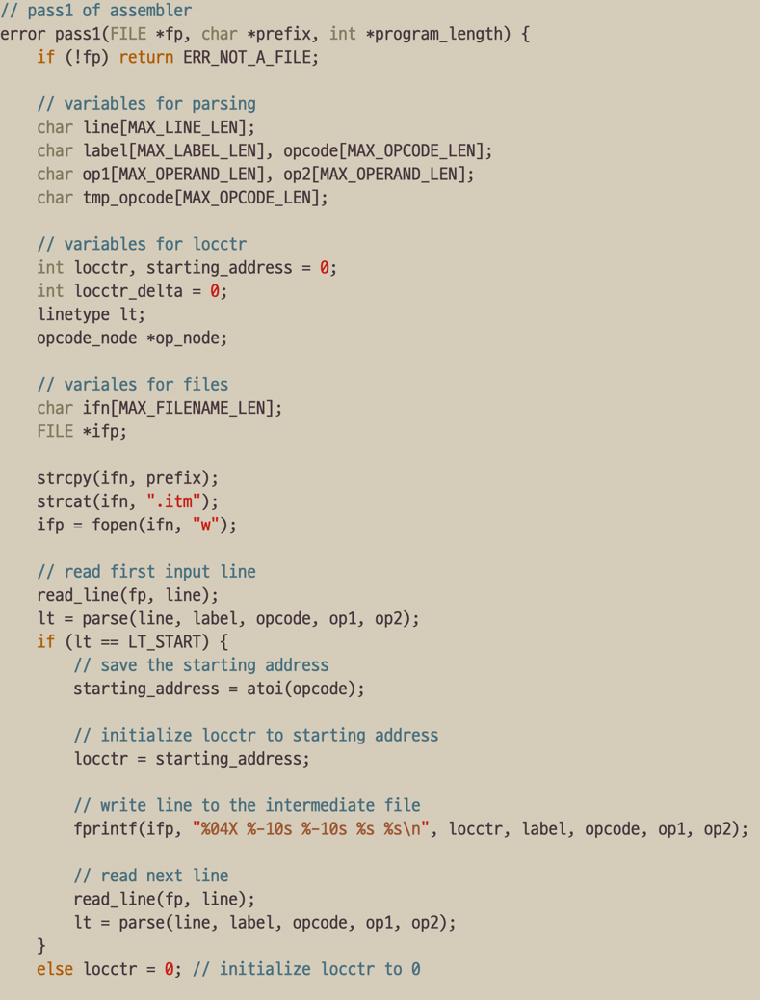 // pass1 of assembler
error pass1(FILE *fp, char *prefix, int *program_length) {
    if (!fp) return ERR_NOT_A_FILE;

    // variables for parsing
    char line[MAX_LINE_LEN];
    char label[MAX_LABEL_LEN], opcode[MAX_OPCODE_LEN];
    char op1[MAX_OPERAND_LEN], op2[MAX_OPERAND_LEN];
    char tmp_opcode[MAX_OPCODE_LEN];

    // variables for locctr
    int locctr, starting_address = 0;
    int locctr_delta = 0;
    linetype lt;
    opcode_node *op_node;

    // variales for files
    char ifn[MAX_FILENAME_LEN];
    FILE *ifp;

    strcpy(ifn, prefix);
    strcat(ifn, ".itm");
    ifp = fopen(ifn, "w");

    // read first input line
    read_line(fp, line);
    lt = parse(line, label, opcode, op1, op2);
    if (lt == LT_START) {
        // save the starting address
        starting_address = atoi(opcode);

        // initialize locctr to starting address
        locctr = starting_address;

        // write line to the intermediate file
        fprintf(ifp, "%04X %-10s %-10s %s %s\n", locctr, label, opcode, op1, op2);

        // read next line
        read_line(fp, line);
        lt = parse(line, label, opcode, op1, op2);
    }
    else locctr = 0; // initialize locctr to 0